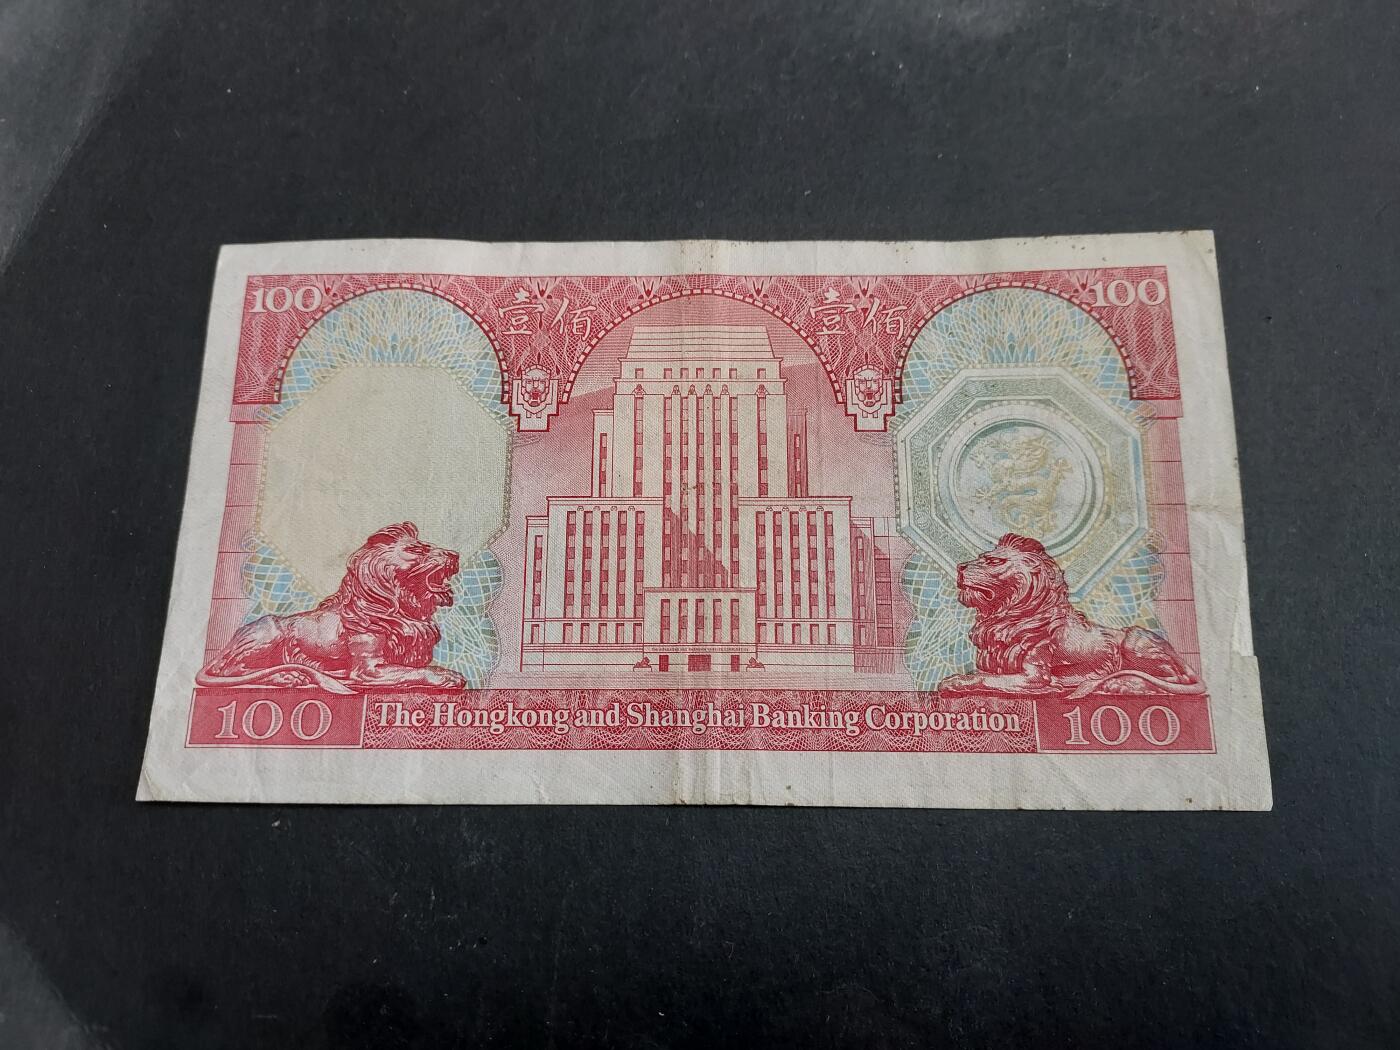 100 壹佰 壹佰 100
100 The Hongkong and Shanghai Banking Corporation 100